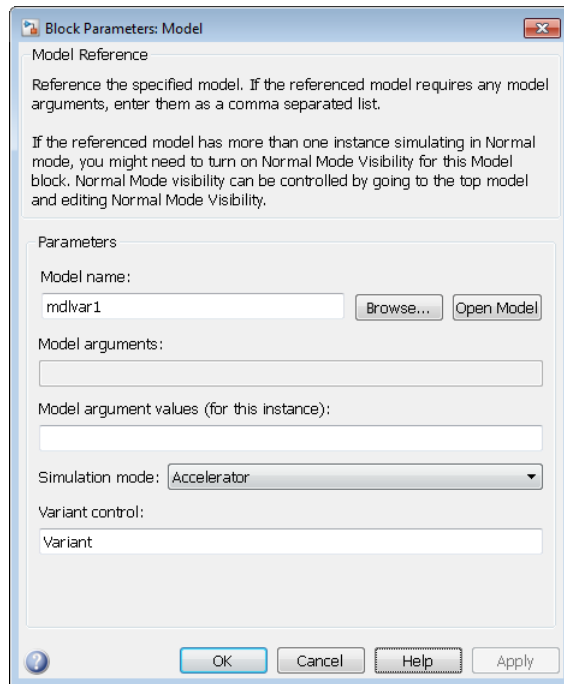 Block Parameters: Model
Model Reference
Reference the specified model. If the referenced model requires any model
arguments, enter them as a comma separated list.
If the referenced model has more than one instance simulating in Normal
mode, you might need to turn on Normal Mode Visibility for this Model
block. Normal Mode visibility can be controlled by going to the top model
and editing Normal Mode Visibility.
Parameters
Model name:
mdlvar1 Browse... Open Model
Model arguments:
Model argument values (for this instance):
Simulation mode: Accelerator
Variant control:
Variant
? OK Cancel Help Apply